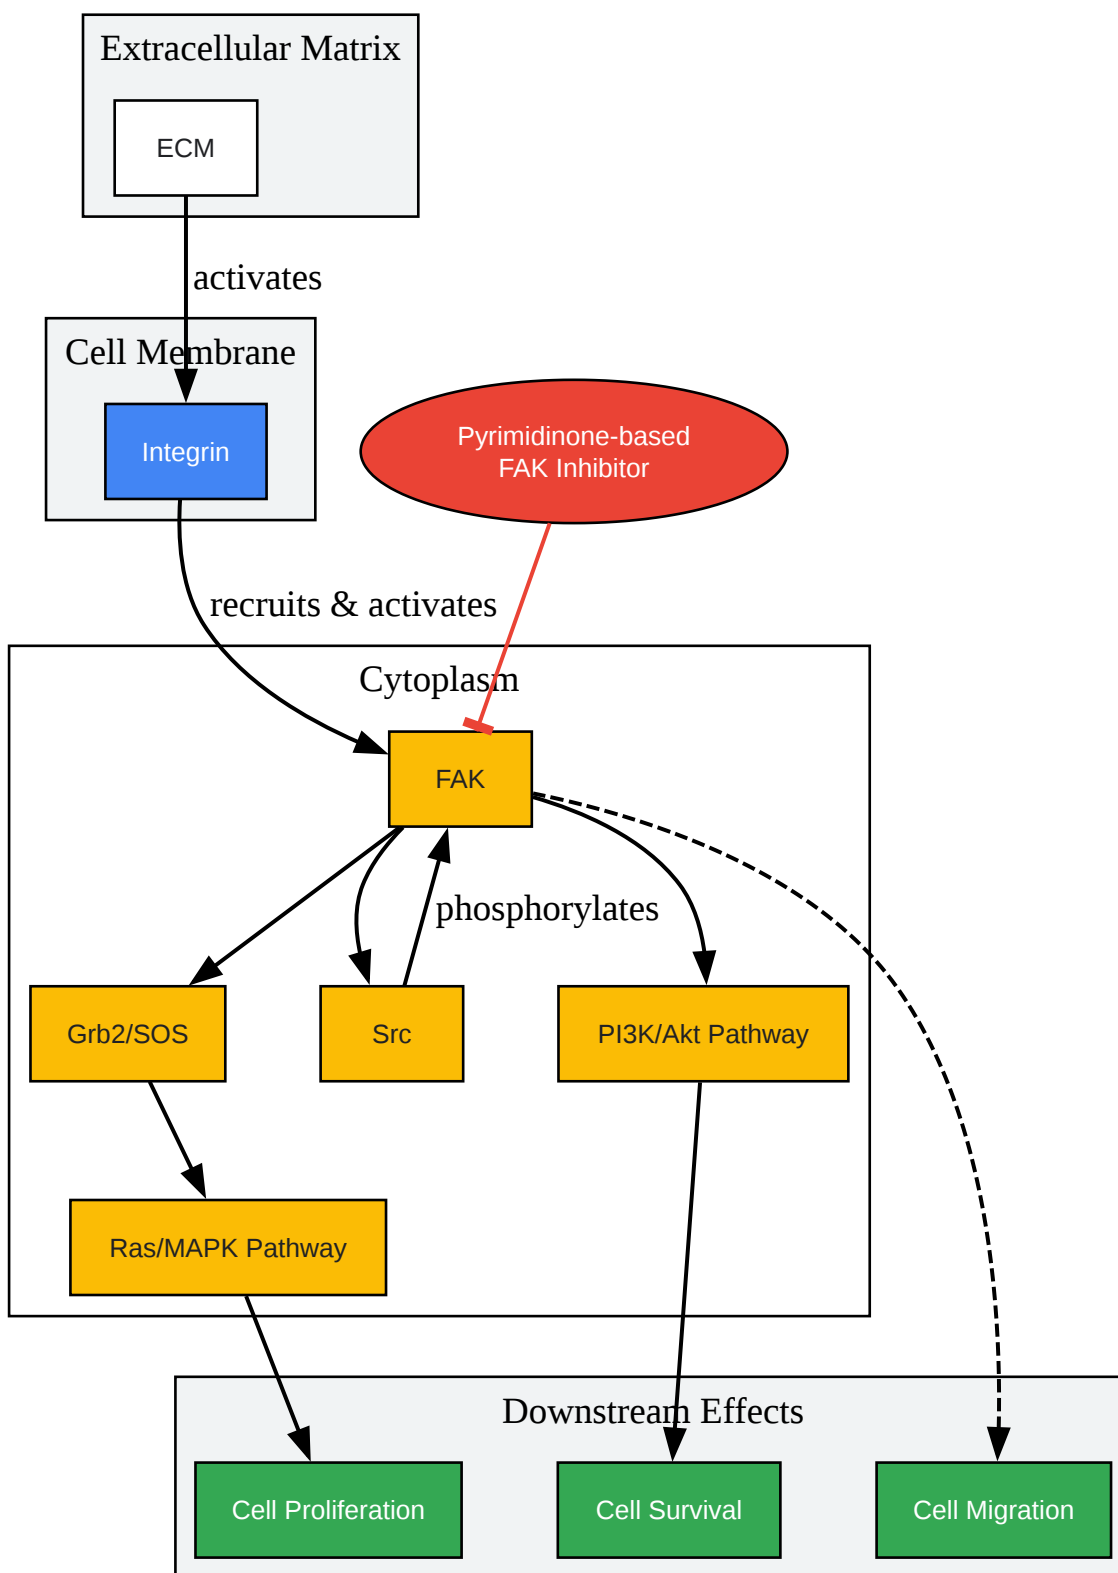 Extracellular Matrix
ECM
activates
Cell Membrane
Integrin
Pyrimidinone-based
FAK Inhibitor
recruits & activates
Cytoplasm
FAK
phosphorylates
Grb2/SOS
Src
PI3K/Akt Pathway
Ras/MAPK Pathway
Downstream Effects
Cell Proliferation
Cell Survival
Cell Migration